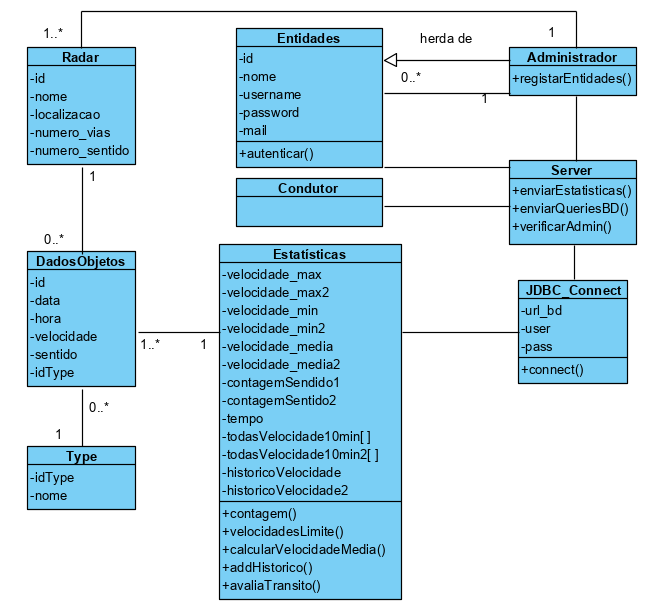 1..*
1
Radar
-id
-nome
-localizacao
-numero_vias
-numero_sentido
Entidades
-id
-nome
-username
-password
-mail
+autenticar()
herda de
0..*
1
Administrador
+registarEntidades()
Condutor
Server
+enviarEstatisticas()
+enviarQueriesBD()
+verificarAdmin()
1
0..*
DadosObjetos
-id
-data
-hora
-velocidade
-sentido
-idType
1..*
1
Estatísticas
-velocidade_max
-velocidade_max2
-velocidade_min
-velocidade_min2
-velocidade_media
-velocidade_media2
-contagemSendido1
-contagemSentido2
-tempo
-todasVelocidade10min[ ]
-todasVelocidade10min2[ ]
-historicoVelocidade
-historicoVelocidade2
+contagem()
+velocidadesLimite()
+calcularVelocidadeMedia()
+addHistorico()
+avaliaTransito()
JDBC_Connect
-url_bd
-user
-pass
+connect()
0..*
1
Type
-idType
-nome